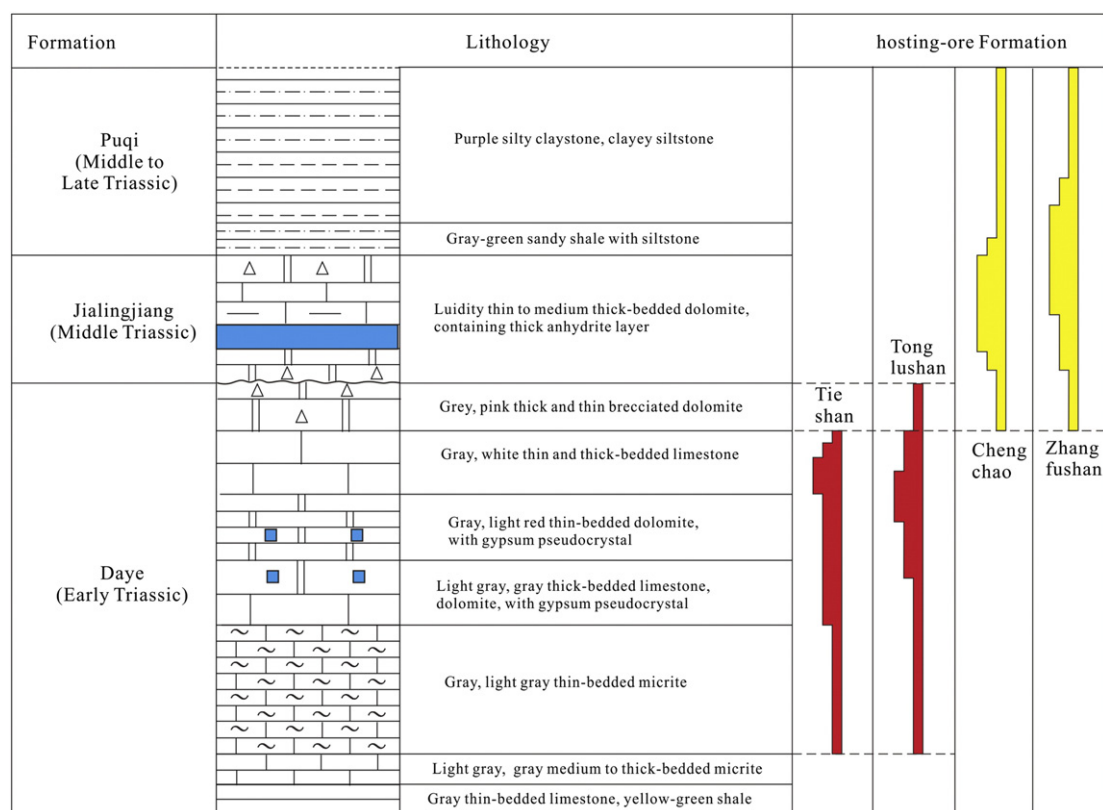 Formation
Lithology
hosting-ore Formation
Puqi
(Middle to
Late Triassic)
Purple silty claystone, clayey siltstone
Gray-green sandy shale with siltstone
Jialingjiang
(Middle Triassic)
Luidity thin to medium thick-bedded dolomite,
containing thick anhydrite layer
Tong
lushan
Tie
shan
Grey, pink thick and thin brecciated dolomite
Cheng
chao
Zhang
fushan
Daye
(Early Triassic)
Gray, white thin and thick-bedded limestone
Gray, light red thin-bedded dolomite,
with gypsum pseudocrystal
Light gray, gray thick-bedded limestone,
dolomite, with gypsum pseudocrystal
Gray, light gray thin-bedded micrite
Light gray, gray medium to thick-bedded micrite
Gray thin-bedded limestone, yellow-green shale